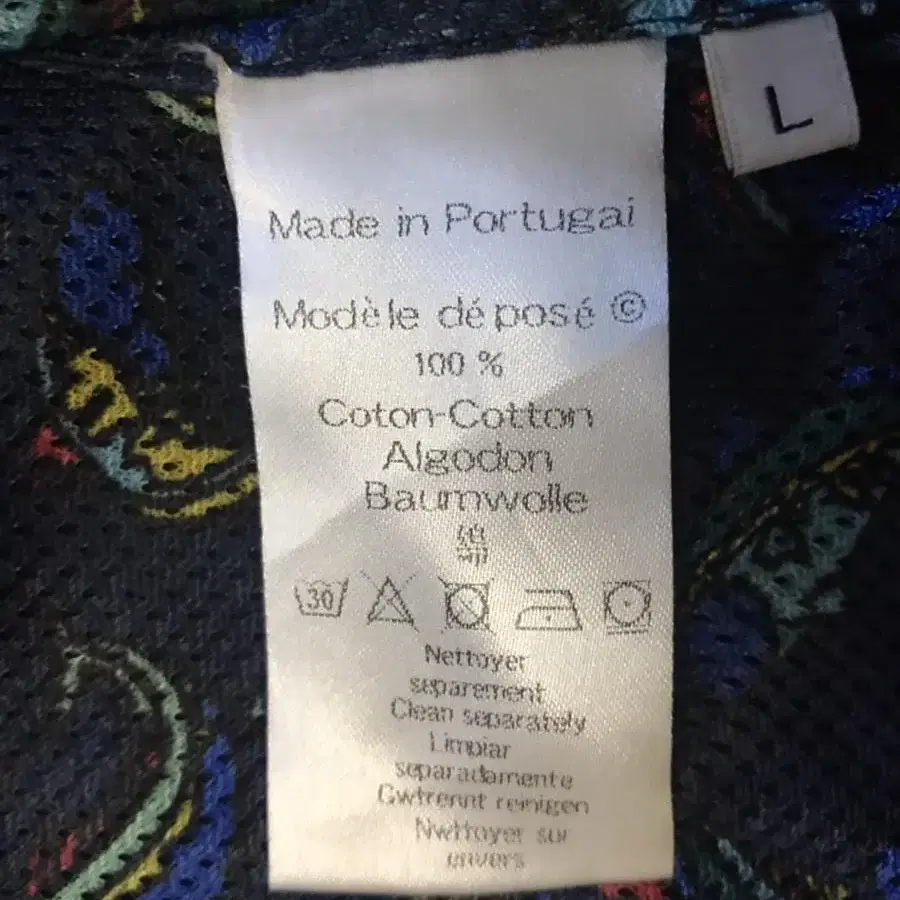 L
Made in Portugai
Modèle déposé ©
100 %
Coton-Cotton
Algodon
Baumwolle
30
Nettoyer
separement
Clean separately
Limpiar
separadamente
Gwtrennt reinigen
Nwttoyer sur
envers